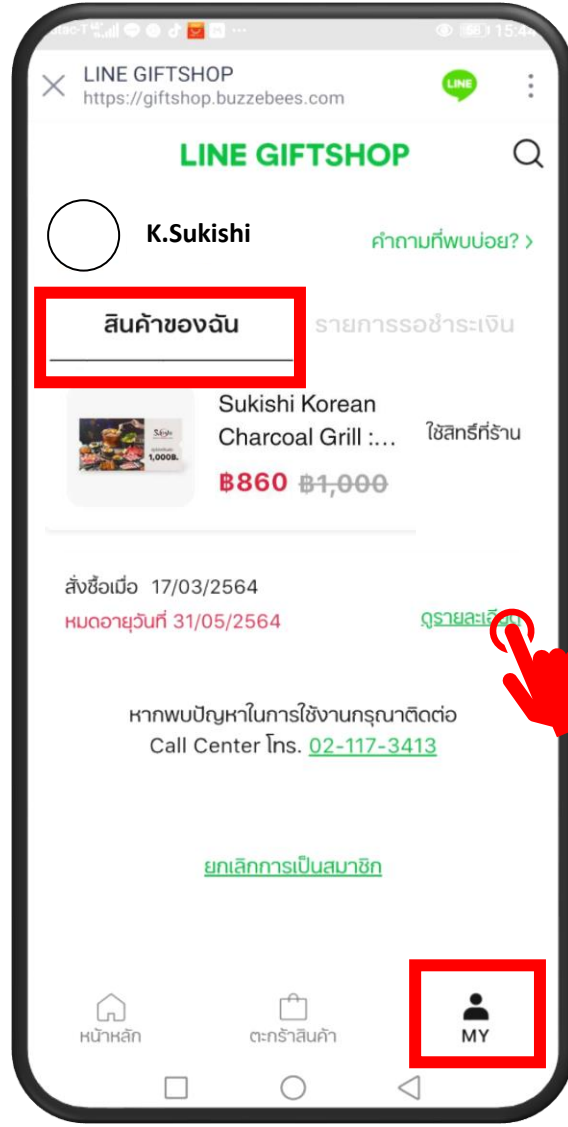 15:44
LINE GIFTSHOP
https://giftshop.buzzebees.com
LINE
LINE GIFTSHOP
K.Sukishi
คำถามที่พบบ่อย? >
สินค้าของฉัน
รายการรอชำระเงิน
Sukishi Korean
Charcoal Grill :...
ใช้สิทธิ์ที่ร้าน
Sukishi
1,000B.
฿860 ฿1,000
สั่งซื้อเมื่อ 17/03/2564
หมดอายุวันที่ 31/05/2564
ดูรายละเอียด
หากพบปัญหาในการใช้งานกรุณาติดต่อ
Call Center โทร. 02-117-3413
ยกเลิกการเป็นสมาชิก
หน้าหลัก
ตะกร้าสินค้า
MY